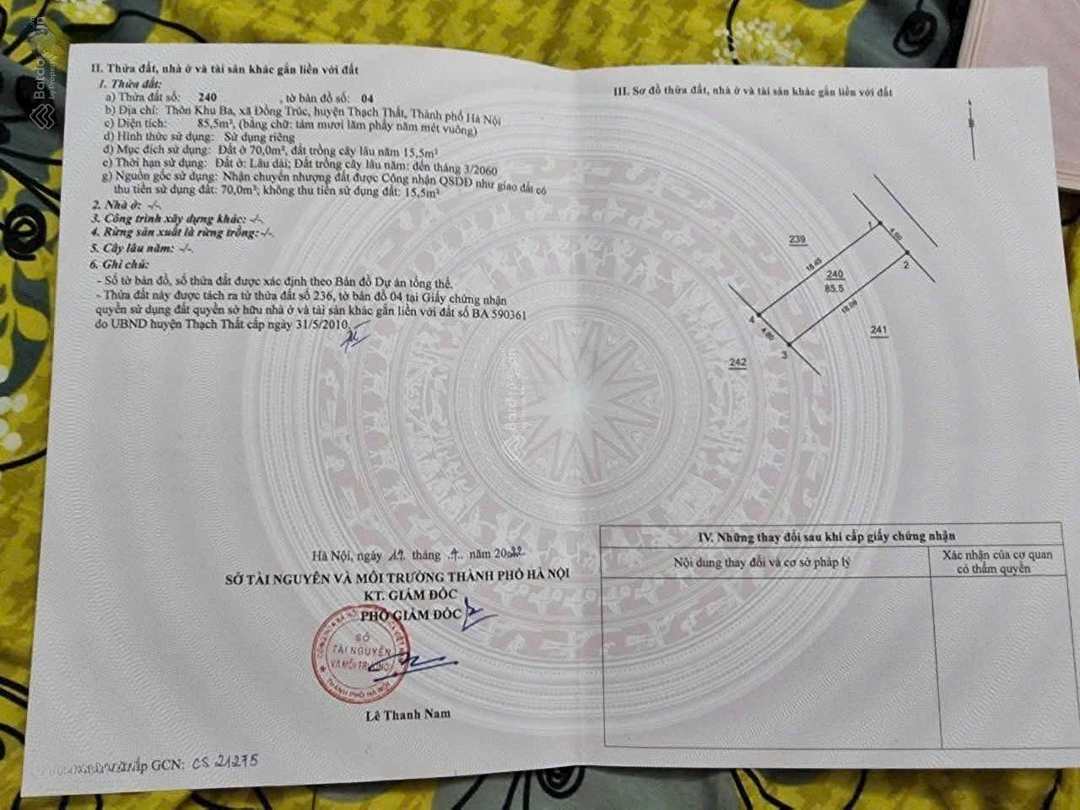 II. Thửa đất, nhà ở và tài sản khác gắn liền với đất
1. Thửa đất:
a) Thửa đất số: 240 , tờ bản đồ số: 04
b) Địa chỉ: Thôn Khu Ba, xã Đồng Trúc, huyện Thạch Thất, Thành phố Hà Nội
c) Diện tích: 85,5m², (bằng chữ: tám mươi lăm phẩy năm mét vuông)
d) Hình thức sử dụng: Sử dụng riêng
đ) Mục đích sử dụng: Đất ở 70,0m², đất trồng cây lâu năm 15,5m²
e) Thời hạn sử dụng: Đất ở: Lâu dài; Đất trồng cây lâu năm: đến tháng 3/2060
g) Nguồn gốc sử dụng: Nhận chuyển nhượng đất được Công nhận QSDĐ như giao đất có
thu tiền sử dụng đất: 70,0m²; không thu tiền sử dụng đất: 15,5m²
2. Nhà ở: -/-.
3. Công trình xây dựng khác: -/-.
4. Rừng sản xuất là rừng trồng: -/-.
5. Cây lâu năm: -/-.
6. Ghi chú:
- Số tờ bản đồ, số thửa đất được xác định theo Bản đồ Dự án tổng thể.
- Thửa đất này được tách ra từ thửa đất số 236, tờ bản đồ 04 tại Giấy chứng nhận
quyền sử dụng đất quyền sở hữu nhà ở và tài sản khác gắn liền với đất số BA 590361
do UBND huyện Thạch Thất cấp ngày 31/5/2010.
Hà Nội, ngày 19 tháng 9 năm 2022
SỞ TÀI NGUYÊN VÀ MÔI TRƯỜNG THÀNH PHỐ HÀ NỘI
KT. GIÁM ĐỐC
PHÓ GIÁM ĐỐC
SỞ
TÀI NGUYÊN
VÀ MÔI TRƯỜNG
THÀNH PHỐ HÀ NỘI
Lê Thanh Nam
cấp GCN: CS 21275
III. Sơ đồ thửa đất, nhà ở và tài sản khác gắn liền với đất
239
1
4.60
2
18.45
240
85.5
18.09
4
4.80
3
241
242
IV. Những thay đổi sau khi cấp giấy chứng nhận
Nội dung thay đổi và cơ sở pháp lý
Xác nhận của cơ quan
có thẩm quyền